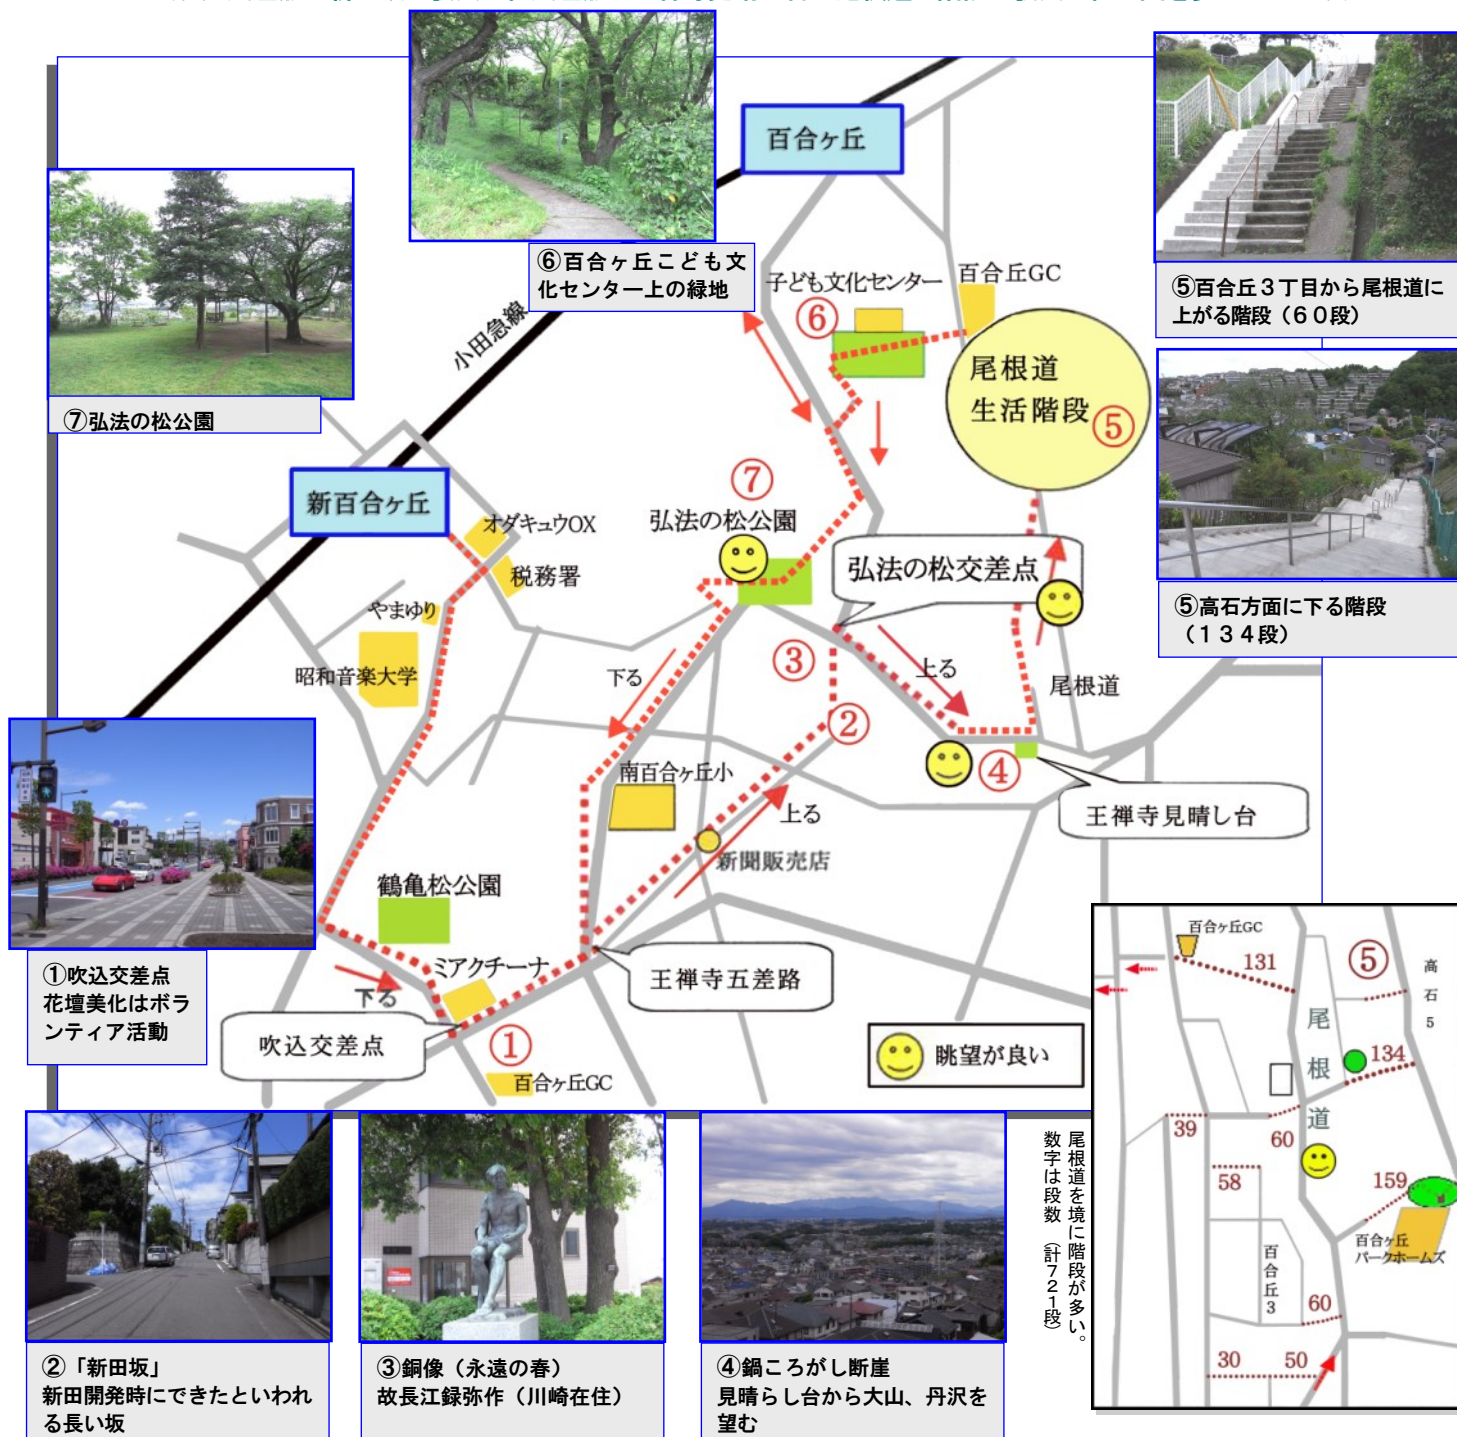 ⑥百合ヶ丘こども文
化センター上の緑地
⑦弘法の松公園
⑤百合丘３丁目から尾根道に
上がる階段（６０段）
⑤高石方面に下る階段
（１３４段）
百合ヶ丘
小田急線
子ども文化センター
⑥
百合丘GC
尾根道
生活階段
⑤
新百合ヶ丘
オダキュウOX
税務署
やまゆり
昭和音楽大学
⑦
弘法の松公園
弘法の松交差点
③
上る
下る
②
尾根道
④
王禅寺見晴し台
南百合ヶ丘小
上る
新聞販売店
鶴亀松公園
ミアクチーナ
下る
王禅寺五差路
吹込交差点
①
百合ヶ丘GC
眺望が良い
①吹込交差点
花壇美化はボラ
ンティア活動
百合ヶ丘GC
131
⑤
高石5
尾根道
134
39
60
58
159
百合ヶ丘
パークホームズ
百合丘3
60
30
50
尾根道を境に階段が多い。
数字は段数（計７２１段）
②「新田坂」
新田開発時にできたといわれ
る長い坂
③銅像（永遠の春）
故長江録弥作（川崎在住）
④鍋ころがし断崖
見晴らし台から大山、丹沢を
望む